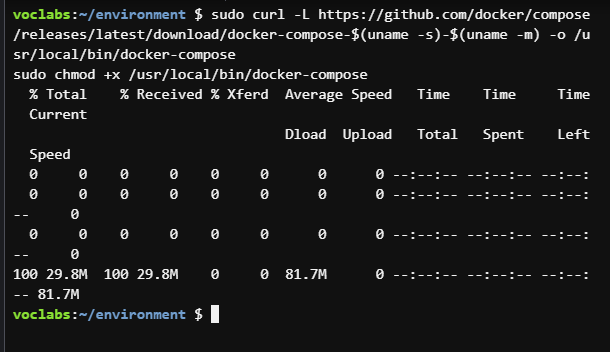 voclabs:~/environment $ sudo curl -L https://github.com/docker/compose
/releases/latest/download/docker-compose-$(uname -s)-$(uname -m) -o /u
sr/local/bin/docker-compose
sudo chmod +x /usr/local/bin/docker-compose
  % Total    % Received % Xferd  Average Speed   Time    Time     Time
  Current
                                 Dload  Upload   Total   Spent    Left
  Speed
  0     0    0     0    0     0      0      0 --:--:-- --:--:-- --:--:
  0     0    0     0    0     0      0      0 --:--:-- --:--:-- --:--:
--     0
  0     0    0     0    0     0      0      0 --:--:-- --:--:-- --:--:
--     0
100 29.8M  100 29.8M    0     0  81.7M      0 --:--:-- --:--:-- --:--:
-- 81.7M
voclabs:~/environment $